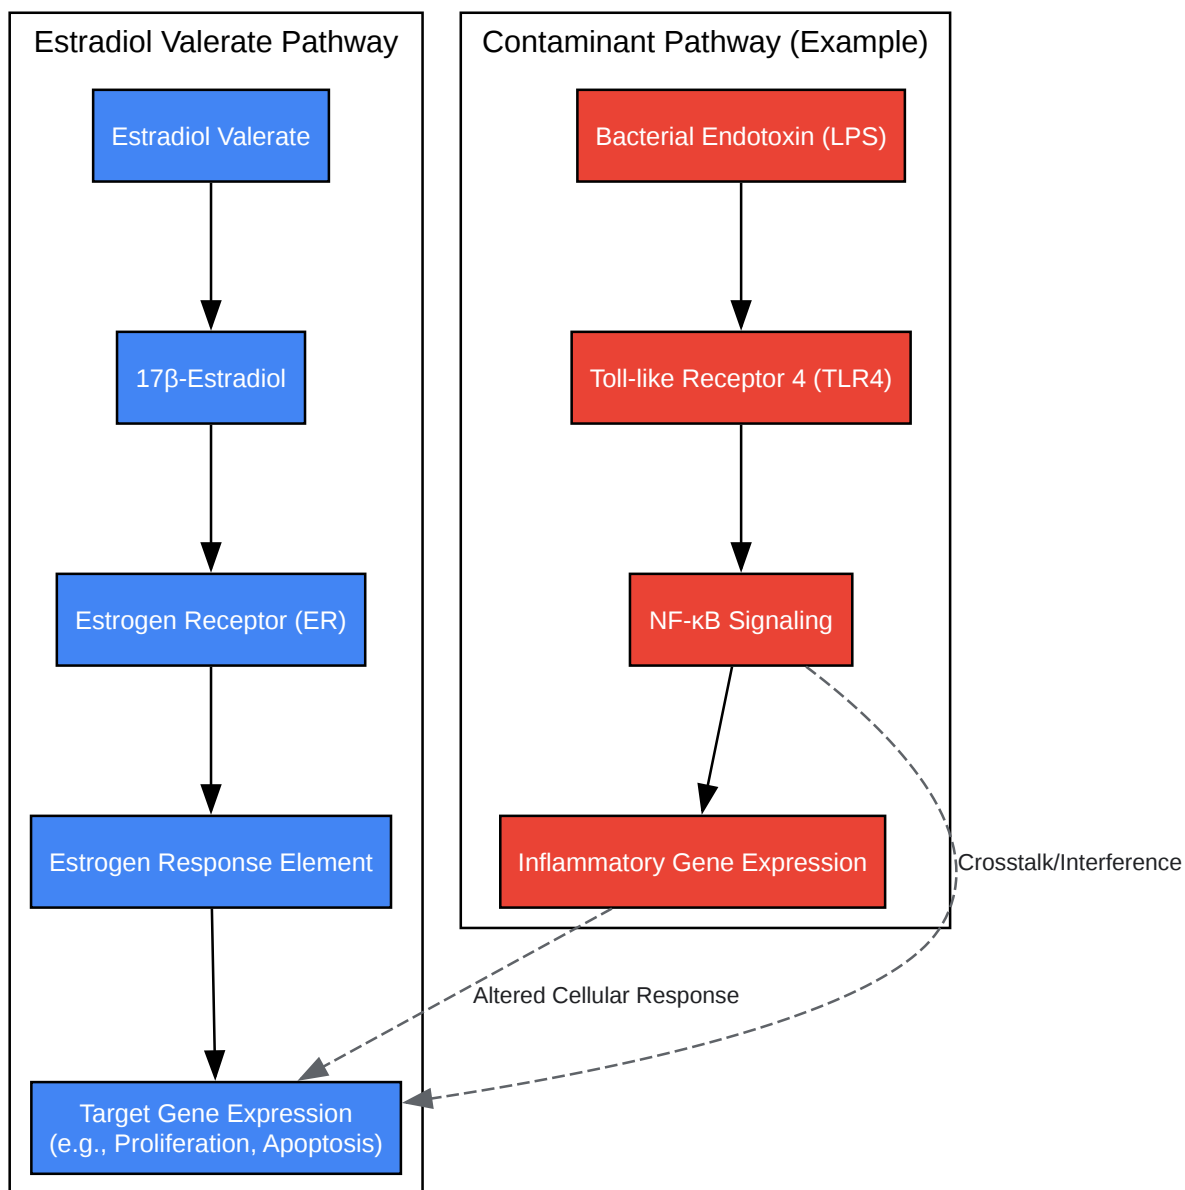 Estradiol Valerate Pathway
Estradiol Valerate
17β-Estradiol
Estrogen Receptor (ER)
Estrogen Response Element
Target Gene Expression
(e.g., Proliferation, Apoptosis)
Contaminant Pathway (Example)
Bacterial Endotoxin (LPS)
Toll-like Receptor 4 (TLR4)
NF-κB Signaling
Inflammatory Gene Expression
Crosstalk/Interference
Altered Cellular Response